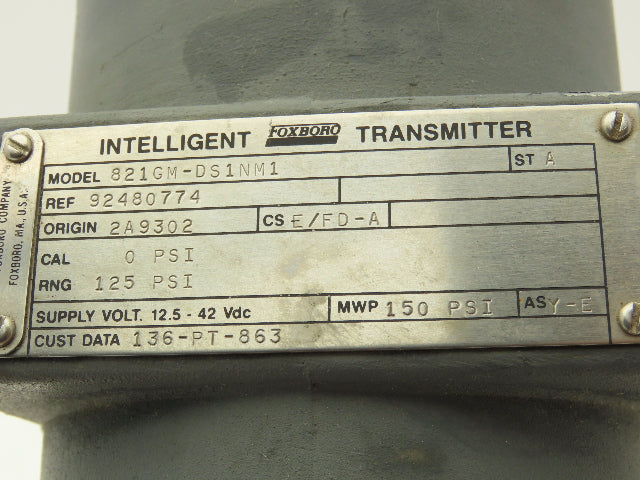 INTELLIGENT FOXBORO TRANSMITTER
MODEL 821GM-DS1NM1 ST A
REF 92480774
ORIGIN 2A9302 CS E/FD-A
CAL 0 PSI
RNG 125 PSI
SUPPLY VOLT. 12.5 - 42 Vdc MWP 150 PSI AS Y-E
CUST DATA 136-PT-863
COMPANY
FOXBORO, MA., U.S.A.